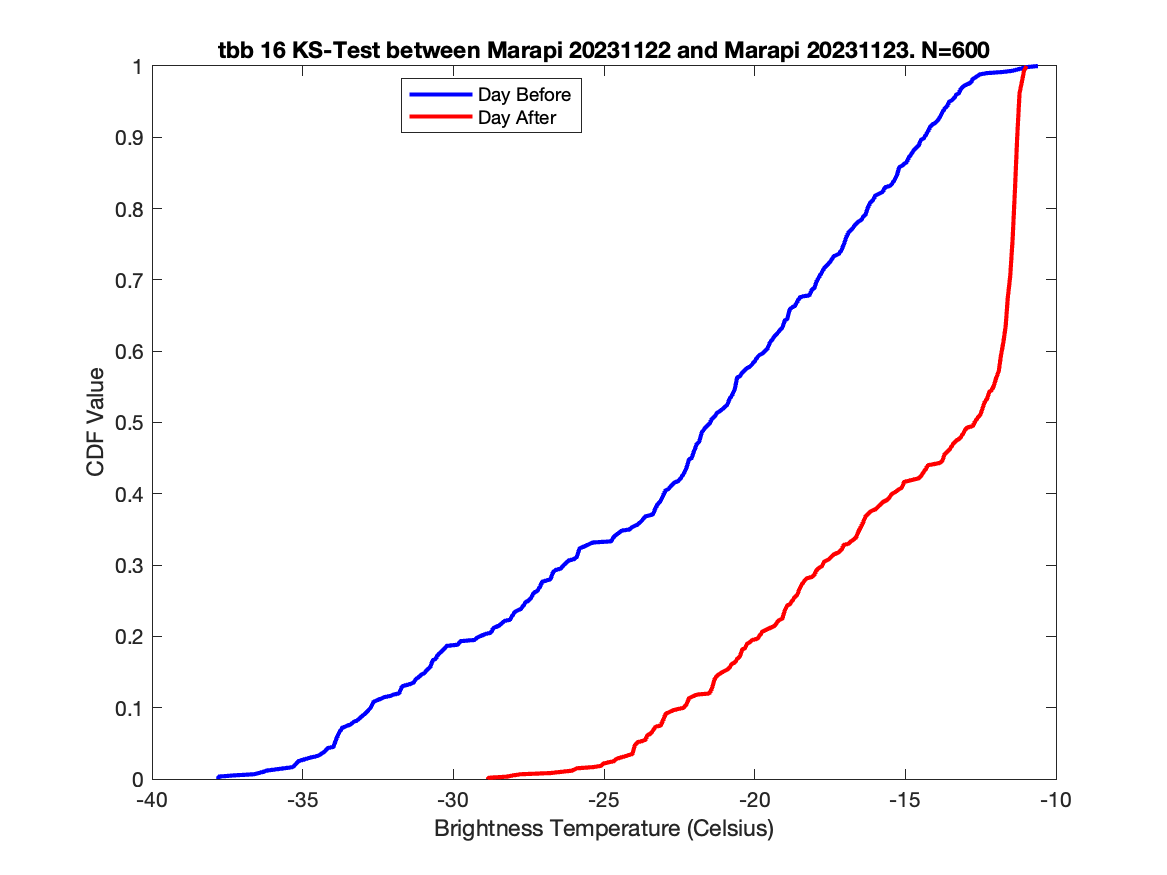 tbb 16 KS-Test between Marapi 20231122 and Marapi 20231123. N=600
Day Before
Day After
1
0.9
0.8
0.7
0.6
0.5
0.4
0.3
0.2
0.1
0
CDF Value
-40 -35 -30 -25 -20 -15 -10
Brightness Temperature (Celsius)